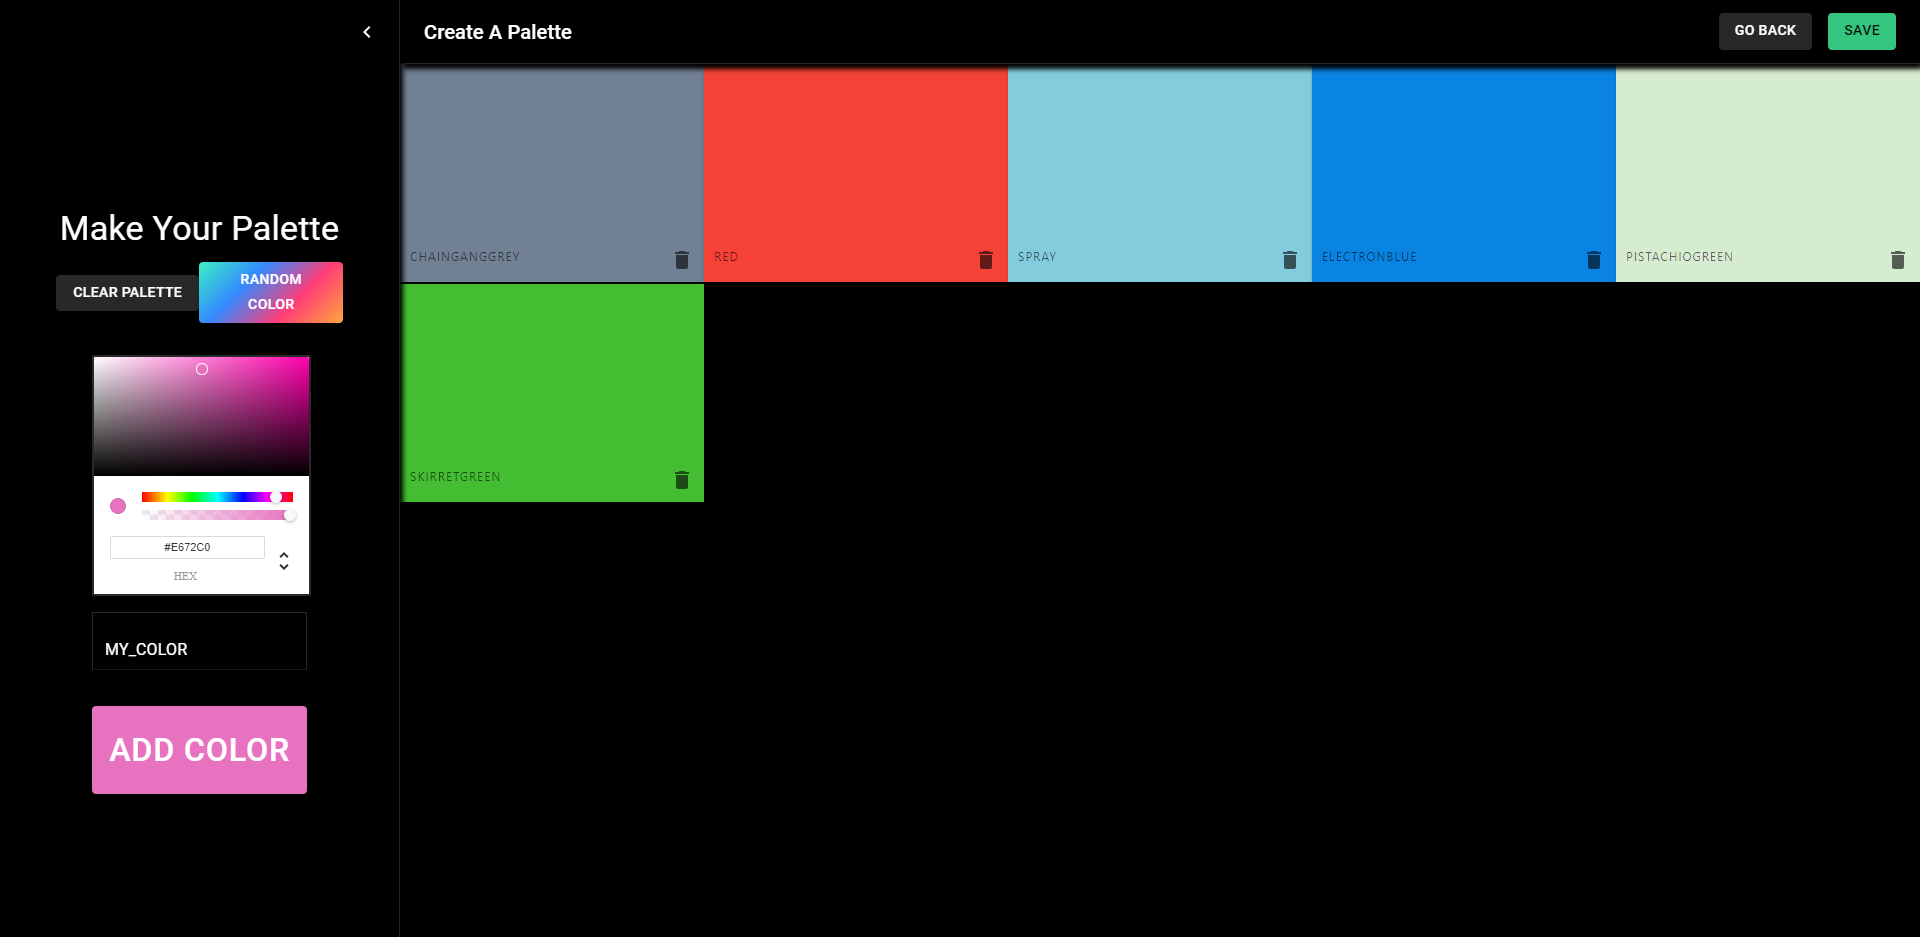 Create A Palette
GO BACK
SAVE
Make Your Palette
CLEAR PALETTE
RANDOM
COLOR
#E672C0
HEX
MY_COLOR
ADD COLOR
CHAINGANGGREY
RED
SPRAY
ELECTRONBLUE
PISTACHIOGREEN
SKIRRETGREEN